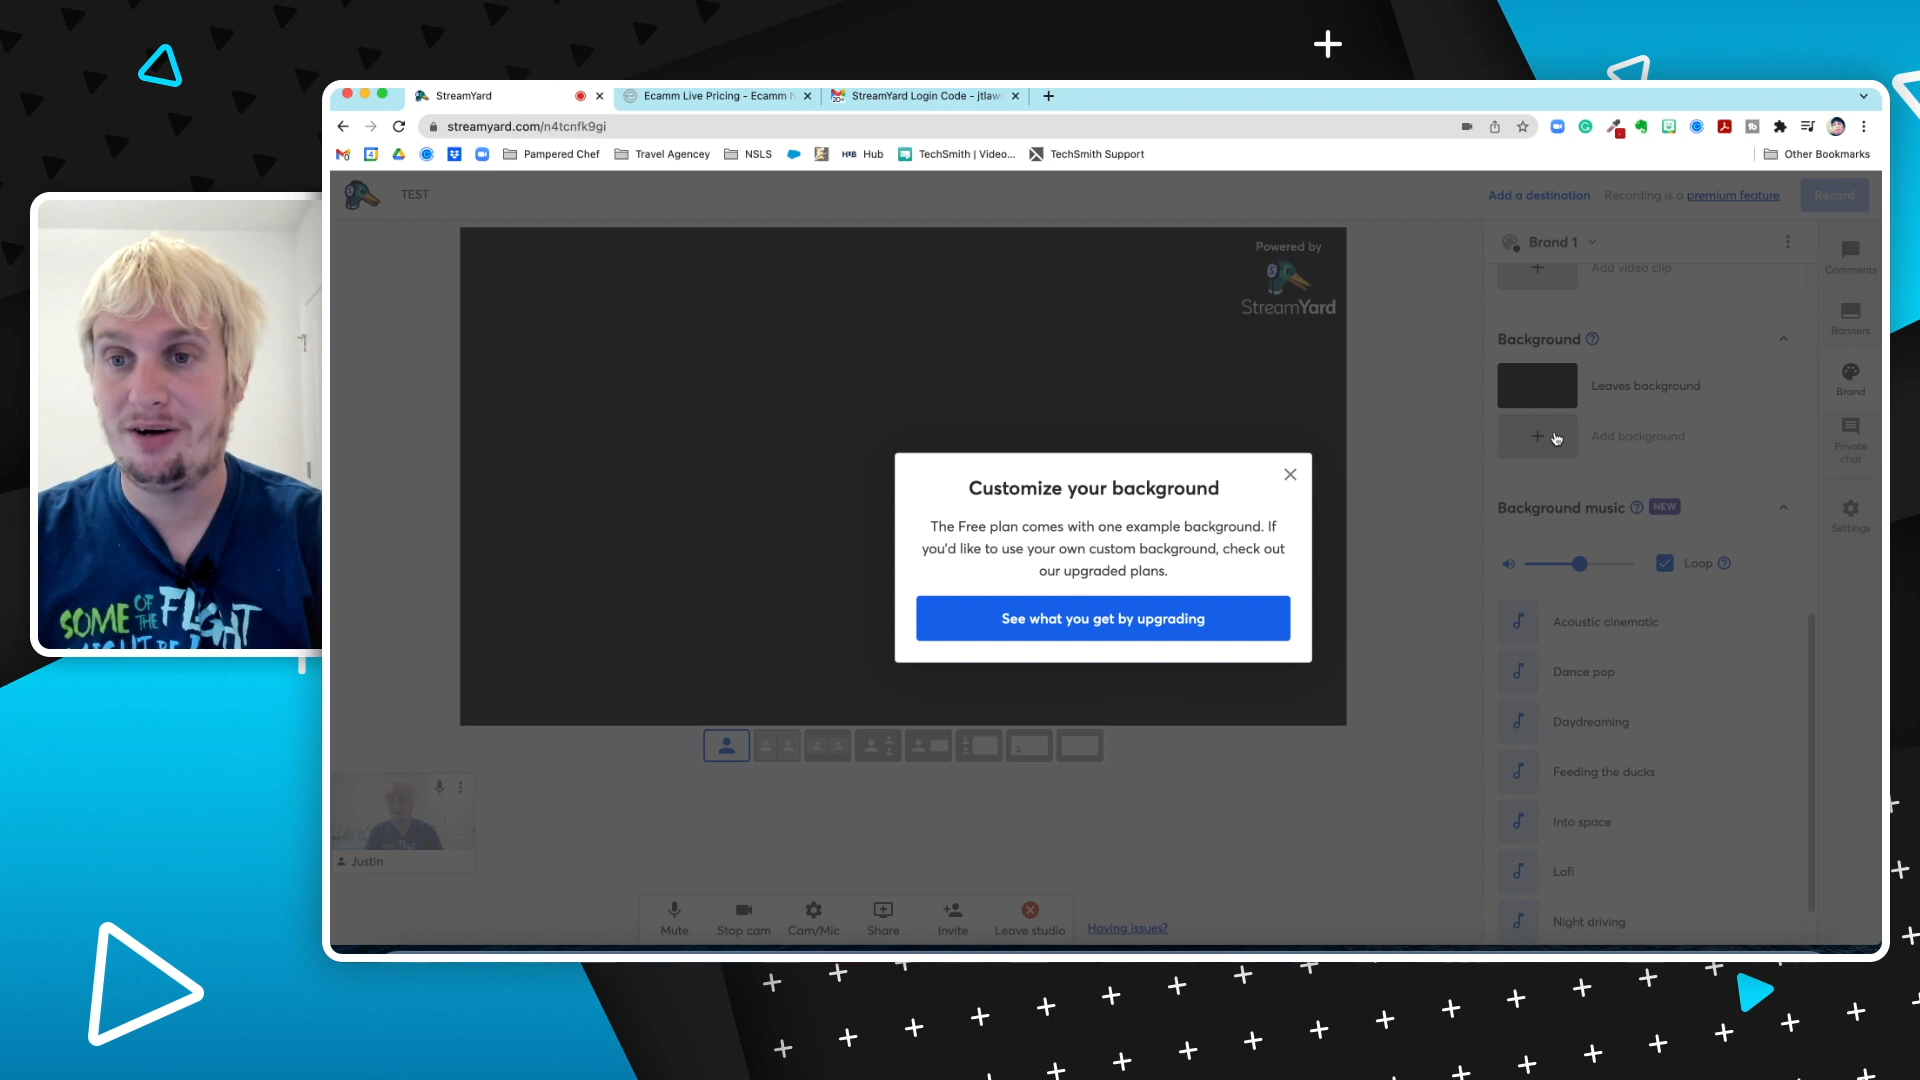 StreamYard
Ecamm Live Pricing - Ecamm N
StreamYard Login Code - jtlaw
streamyard.com/n4tcnfk9gi
Pampered Chef
Travel Agencey
NSLS
HIB Hub
TechSmith | Video...
TechSmith Support
Other Bookmarks
TEST
Add a destination
Recording is a premium feature
Record
Powered by
StreamYard
Brand 1
Add video clip
Background
Leaves background
Add background
Background music NEW
Loop
Acoustic cinematic
Dance pop
Daydreaming
Feeding the ducks
Into space
Lofi
Night driving
Comments
Banners
Brand
Private
chat
Settings
Customize your background
The Free plan comes with one example background. If
you'd like to use your own custom background, check out
our upgraded plans.
See what you get by upgrading
Justin
Mute
Stop cam
Cam/Mic
Share
Invite
Leave studio
Having issues?
SOME OF THE FLIGHT
MIGHT BE